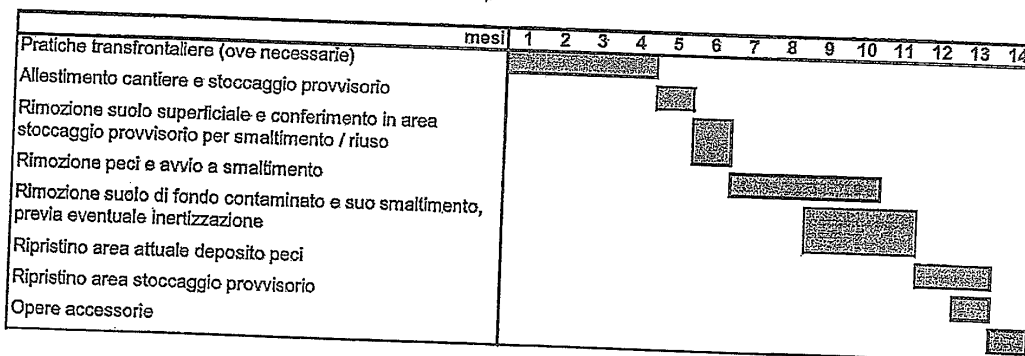 mesi 1 2 3 4 5 6 7 8 9 10 11 12 13 14
Pratiche transfrontaliere (ove necessarie)
Allestimento cantiere e stoccaggio provvisorio
Rimozione suolo superficiale e conferimento in area
stoccaggio provvisorio per smaltimento / riuso
Rimozione peci e avvio a smaltimento
Rimozione suolo di fondo contaminato e suo smaltimento,
previa eventuale inertizzazione
Ripristino area attuale deposito peci
Ripristino area stoccaggio provvisorio
Opere accessorie